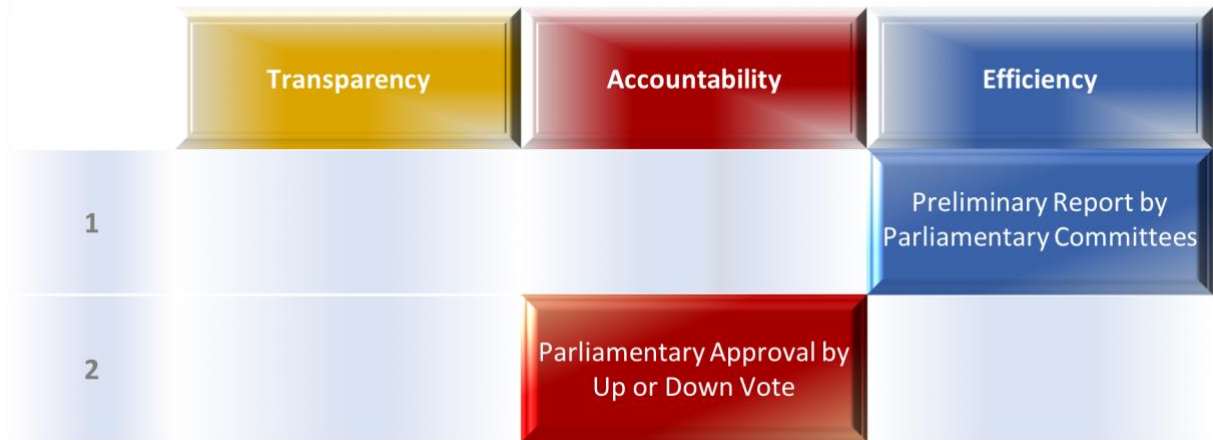 Transparency
Accountability
Efficiency
1
Preliminary Report by
Parliamentary Committees
2
Parliamentary Approval by
Up or Down Vote